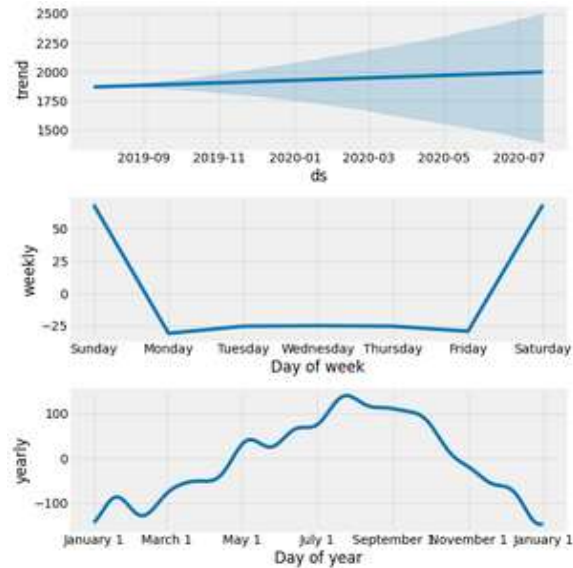 2500
2250
2000
1750
1500
trend
2019-09 2019-11 2020-01 2020-03 2020-05 2020-07
ds
50
25
0
−25
weekly
Sunday Monday Tuesday Wednesday Thursday Friday Saturday
Day of week
100
0
−100
yearly
January 1 March 1 May 1 July 1 September 1 November 1 January 1
Day of year